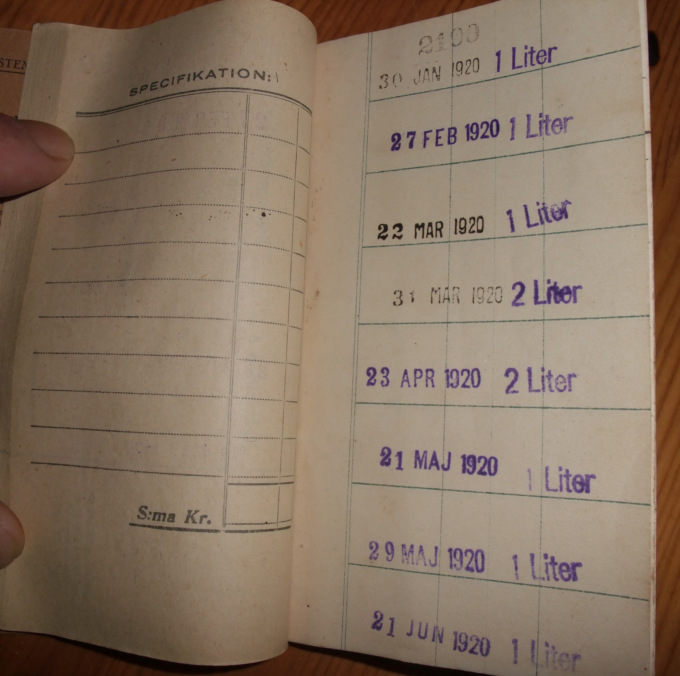 SPECIFIKATION:
S:ma Kr.
2100
30 JAN 1920 1 Liter
27 FEB 1920 1 Liter
22 MAR 1920 1 Liter
31 MAR 1920 2 Liter
23 APR 1920 2 Liter
21 MAJ 1920 1 Liter
29 MAJ 1920 1 Liter
21 JUN 1920 1 Liter